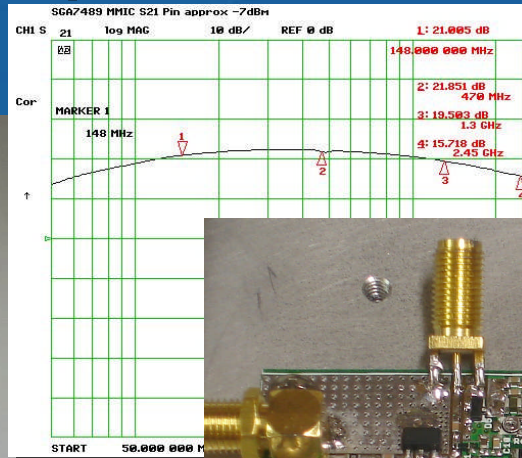 SGA7489 MMIC S21 Pin approx -7dBm
CH1 S 21 log MAG 10 dB/ REF 0 dB 1: 21.005 dB
148.000 000 MHz
2: 21.851 dB
470 MHz
Cor
MARKER 1
148 MHz
3: 19.503 dB
1.3 GHz
4: 15.718 dB
2.45 GHz
1
2
3
START 50.000 000 M